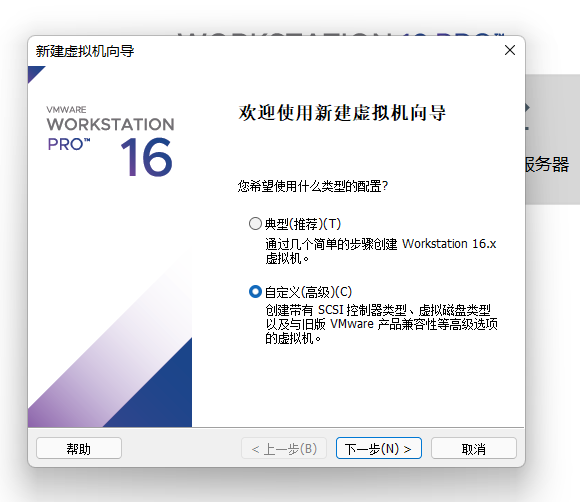 WORKSTATION 16 PRO™
新建虚拟机向导
服务器
VMWARE
WORKSTATION
PRO™ 16
欢迎使用新建虚拟机向导
您希望使用什么类型的配置?
典型(推荐)(T)
通过几个简单的步骤创建 Workstation 16.x
虚拟机。
自定义(高级)(C)
创建带有 SCSI 控制器类型、虚拟磁盘类型
以及与旧版 VMware 产品兼容性等高级选项
的虚拟机。
帮助
< 上一步(B)
下一步(N) >
取消